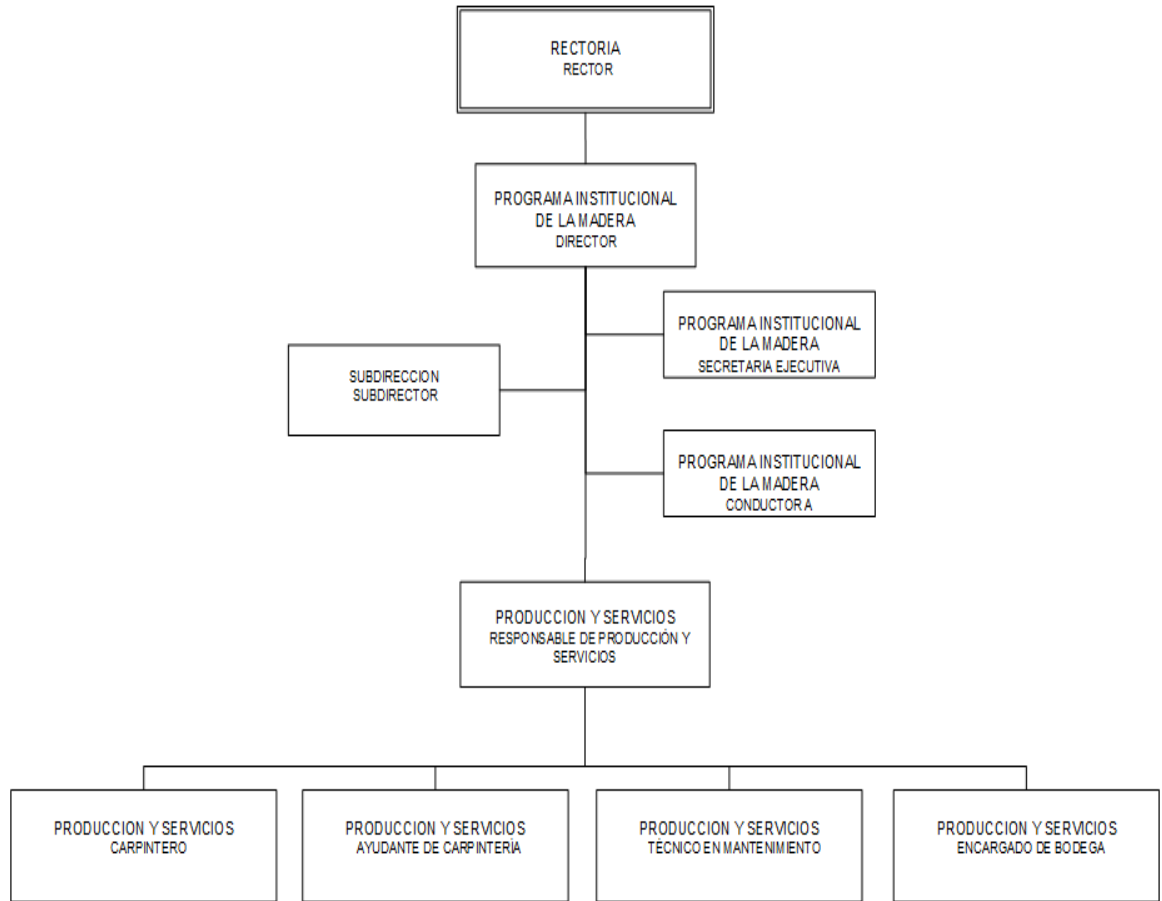 RECTORIA
RECTOR
PROGRAMA INSTITUCIONAL
DE LA MADERA
DIRECTOR
PROGRAMA INSTITUCIONAL
DE LA MADERA
SECRETARIA EJECUTIVA
SUBDIRECCION
SUBDIRECTOR
PROGRAMA INSTITUCIONAL
DE LA MADERA
CONDUCTOR A
PRODUCCION Y SERVICIOS
RESPONSABLE DE PRODUCCIÓN Y
SERVICIOS
PRODUCCION Y SERVICIOS
CARPINTERO
PRODUCCION Y SERVICIOS
AYUDANTE DE CARPINTERÍA
PRODUCCION Y SERVICIOS
TÉCNICO EN MANTENIMIENTO
PRODUCCION Y SERVICIOS
ENCARGADO DE BODEGA